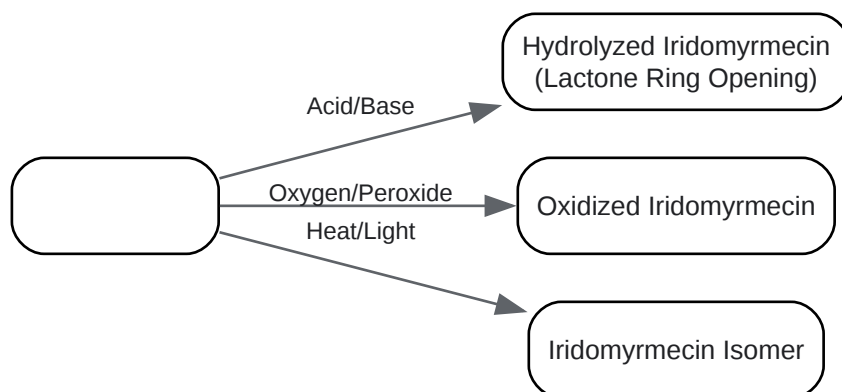 Hydrolyzed Iridomyrmecin
(Lactone Ring Opening)
Acid/Base
Oxygen/Peroxide
Oxidized Iridomyrmecin
Heat/Light
Iridomyrmecin Isomer